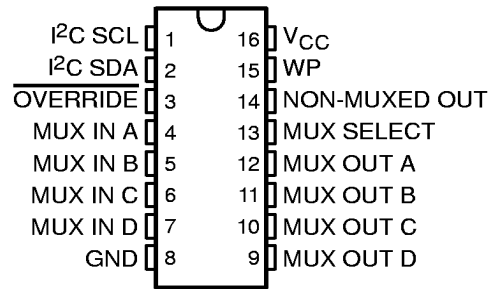 I²C SCL 1 16 VCC
I²C SDA 2 15 WP
OVERRIDE 3 14 NON-MUXED OUT
MUX IN A 4 13 MUX SELECT
MUX IN B 5 12 MUX OUT A
MUX IN C 6 11 MUX OUT B
MUX IN D 7 10 MUX OUT C
GND 8 9 MUX OUT D